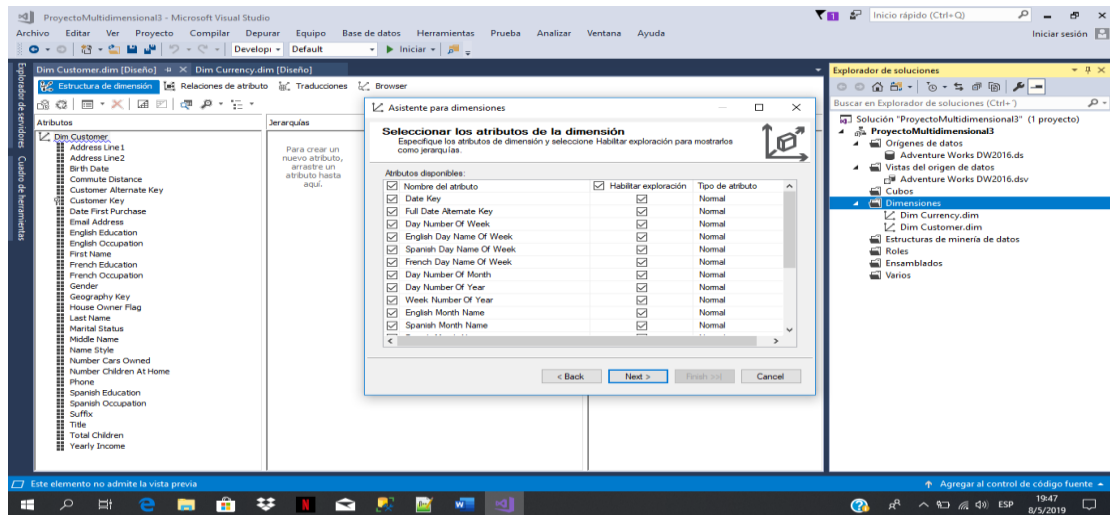 ProyectoMultidimensional3 - Microsoft Visual Studio
Inicio rápido (Ctrl+Q)
Archivo Editar Ver Proyecto Compilar Depurar Equipo Base de datos Herramientas Prueba Analizar Ventana Ayuda
Iniciar sesión
Developi Default Iniciar
Explorador de servidores
Cuadro de herramientas
Dim Customer.dim [Diseño] Dim Currency.dim [Diseño]
Estructura de dimensión Relaciones de atributo Traducciones Browser
Atributos
Dim Customer
Address Line1
Address Line2
Birth Date
Commute Distance
Customer Alternate Key
Customer Key
Date First Purchase
Email Address
English Education
English Occupation
First Name
French Education
French Occupation
Gender
Geography Key
House Owner Flag
Last Name
Marital Status
Middle Name
Name Style
Number Cars Owned
Number Children At Home
Phone
Spanish Education
Spanish Occupation
Suffix
Title
Total Children
Yearly Income
Jerarquías
Para crear un
nuevo atributo,
arrastre un
atributo hasta
aquí.
Asistente para dimensiones
Seleccionar los atributos de la dimensión
Especifique los atributos de dimensión y seleccione Habilitar exploración para mostrarlos
como jerarquías.
Atributos disponibles:
Nombre del atributo Habilitar exploración Tipo de atributo
Date Key Normal
Full Date Alternate Key Normal
Day Number Of Week Normal
English Day Name Of Week Normal
Spanish Day Name Of Week Normal
French Day Name Of Week Normal
Day Number Of Month Normal
Day Number Of Year Normal
Week Number Of Year Normal
English Month Name Normal
Spanish Month Name Normal
< Back Next > Finish >>| Cancel
Explorador de soluciones
Buscar en Explorador de soluciones (Ctrl+´)
Solución "ProyectoMultidimensional3" (1 proyecto)
ProyectoMultidimensional3
Orígenes de datos
Adventure Works DW2016.ds
Vistas del origen de datos
Adventure Works DW2016.dsv
Cubos
Dimensiones
Dim Currency.dim
Dim Customer.dim
Estructuras de minería de datos
Roles
Ensamblados
Varios
Este elemento no admite la vista previa
Agregar al control de código fuente
ESP
19:47
8/5/2019